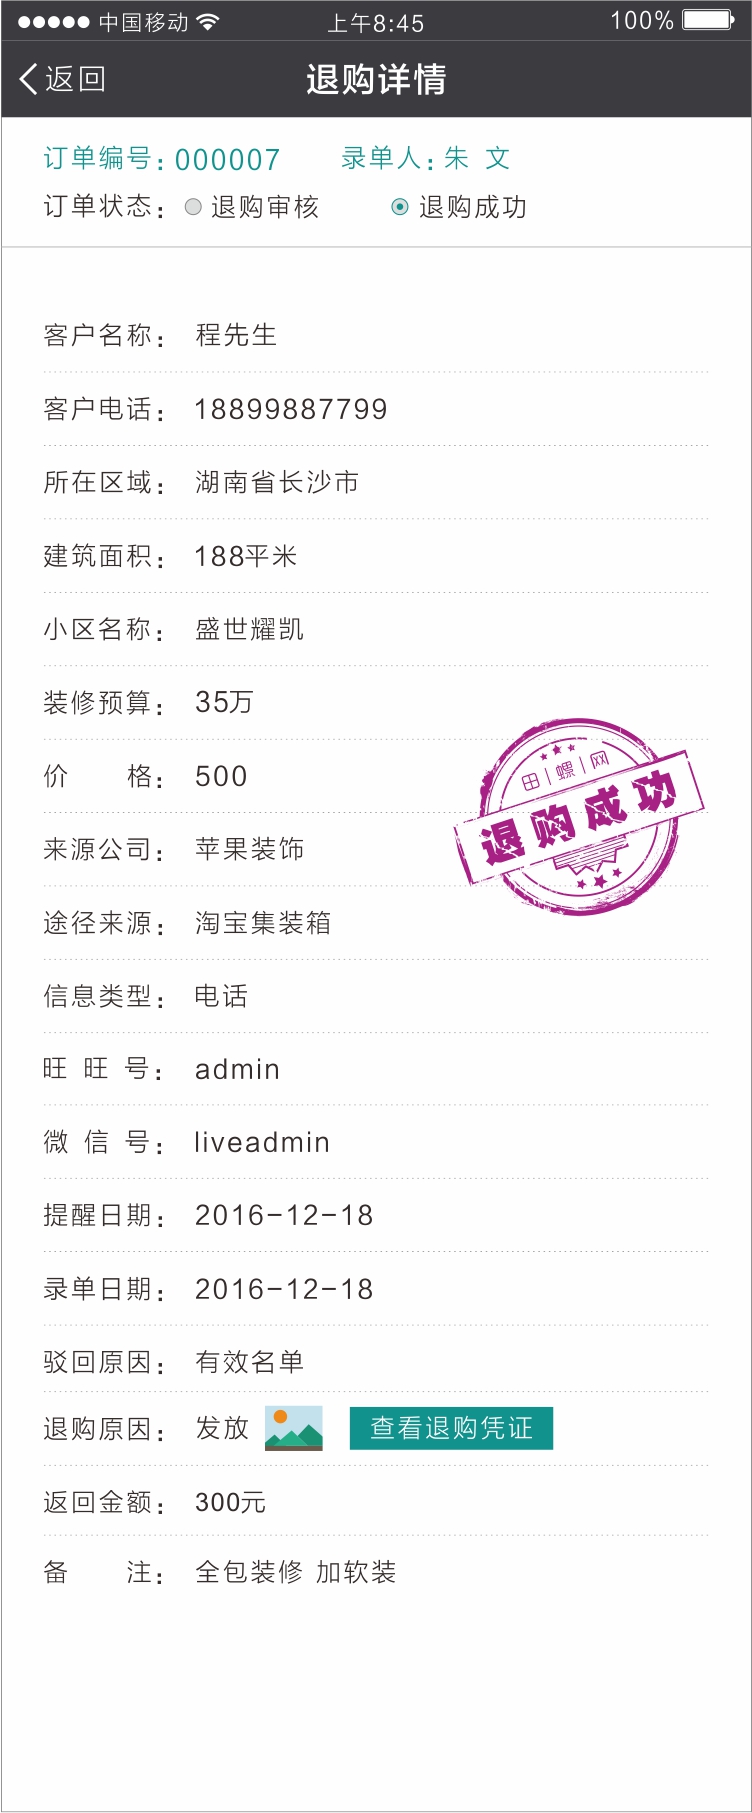 中国移动 上午8:45 100%
返回 退购详情
订单编号：000007 录单人：朱 文
订单状态： 退购审核 退购成功
客户名称： 程先生
客户电话： 18899887799
所在区域： 湖南省长沙市
建筑面积： 188平米
小区名称： 盛世耀凯
装修预算： 35万
价 格： 500
田|螺|网
退购成功
来源公司： 苹果装饰
途径来源： 淘宝集装箱
信息类型： 电话
旺 旺 号： admin
微 信 号： liveadmin
提醒日期： 2016-12-18
录单日期： 2016-12-18
驳回原因： 有效名单
退购原因： 发放 查看退购凭证
返回金额： 300元
备 注： 全包装修 加软装